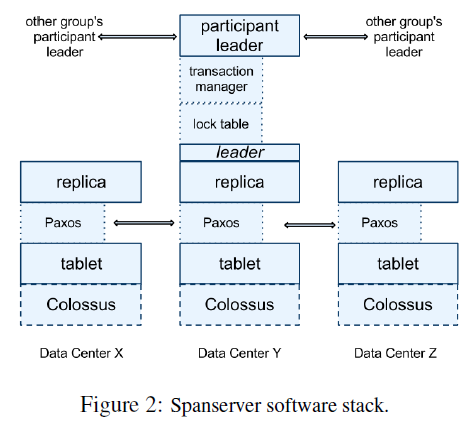 other group's
participant
leader
participant
leader
other group's
participant
leader
transaction
manager
lock table
leader
replica
replica
replica
Paxos
Paxos
Paxos
tablet
tablet
tablet
Colossus
Colossus
Colossus
Data Center X
Data Center Y
Data Center Z
Figure 2: Spanserver software stack.